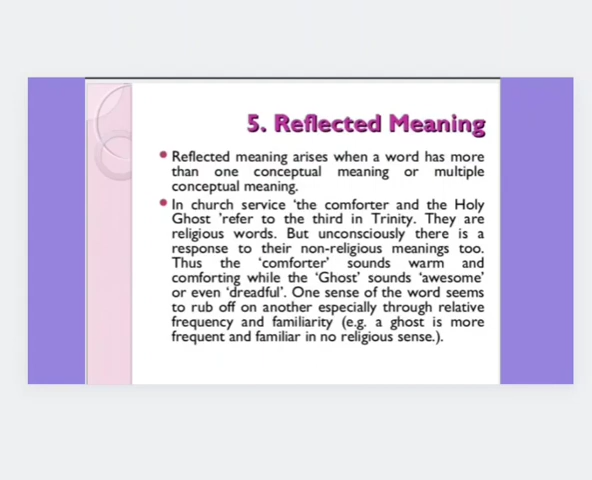 5. Reflected Meaning
Reflected meaning arises when a word has more
than one conceptual meaning or multiple
conceptual meaning.
In church service ‘the comforter and the Holy
Ghost ’refer to the third in Trinity. They are
religious words. But unconsciously there is a
response to their non-religious meanings too.
Thus the ‘comforter’ sounds warm and
comforting while the ‘Ghost’ sounds ‘awesome’
or even ‘dreadful’. One sense of the word seems
to rub off on another especially through relative
frequency and familiarity (e.g. a ghost is more
frequent and familiar in no religious sense.).